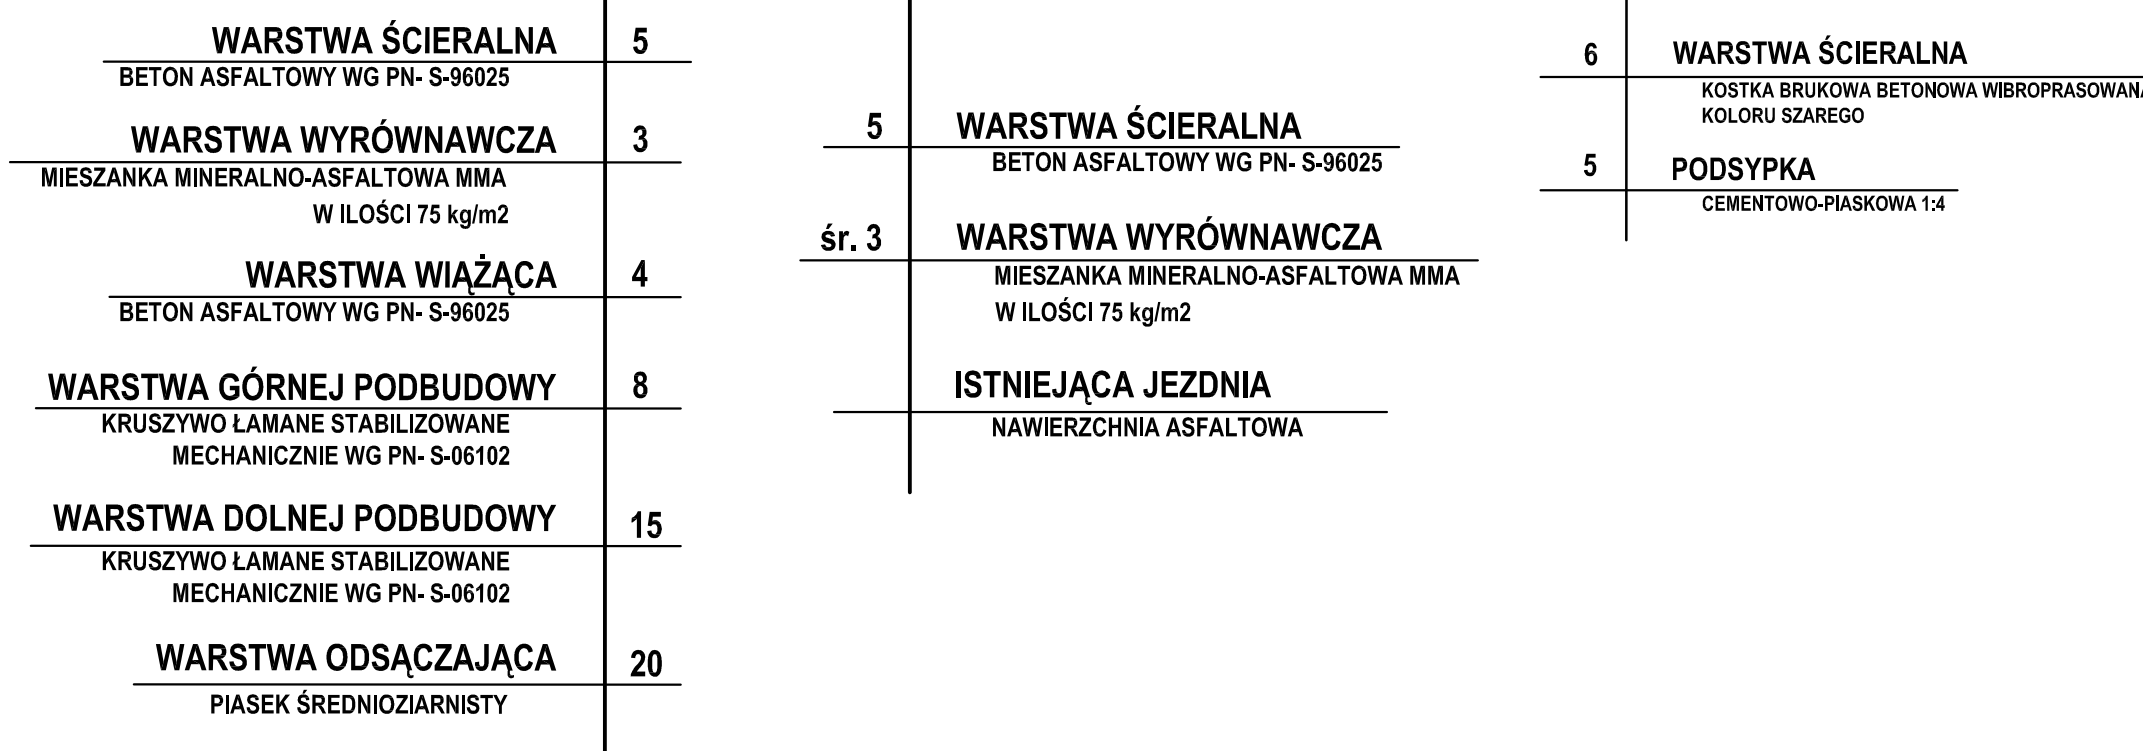 WARSTWA ŚCIERALNA 5
BETON ASFALTOWY WG PN- S-96025
WARSTWA WYRÓWNAWCZA 3
MIESZANKA MINERALNO-ASFALTOWA MMA
W ILOŚCI 75 kg/m2
WARSTWA WIĄŻĄCA 4
BETON ASFALTOWY WG PN- S-96025
WARSTWA GÓRNEJ PODBUDOWY 8
KRUSZYWO ŁAMANE STABILIZOWANE
MECHANICZNIE WG PN- S-06102
WARSTWA DOLNEJ PODBUDOWY 15
KRUSZYWO ŁAMANE STABILIZOWANE
MECHANICZNIE WG PN- S-06102
WARSTWA ODSĄCZAJĄCA 20
PIASEK ŚREDNIOZIARNISTY
5 WARSTWA ŚCIERALNA
BETON ASFALTOWY WG PN- S-96025
śr. 3 WARSTWA WYRÓWNAWCZA
MIESZANKA MINERALNO-ASFALTOWA MMA
W ILOŚCI 75 kg/m2
ISTNIEJĄCA JEZDNIA
NAWIERZCHNIA ASFALTOWA
6 WARSTWA ŚCIERALNA
KOSTKA BRUKOWA BETONOWA WIBROPRASOWANA
KOLORU SZAREGO
5 PODSYPKA
CEMENTOWO-PIASKOWA 1:4